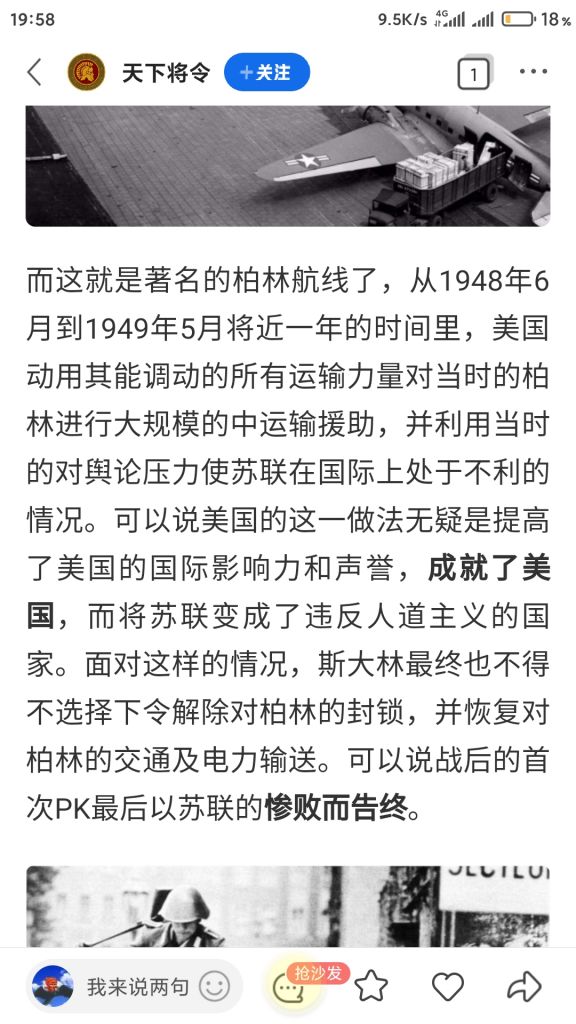 19:58
9.5K/s 4G 18%
天下将令 +关注 1
而这就是著名的柏林航线了，从1948年6
月到1949年5月将近一年的时间里，美国
动用其能调动的所有运输力量对当时的柏
林进行大规模的中运输援助，并利用当时
的对舆论压力使苏联在国际上处于不利的
情况。可以说美国的这一做法无疑是提高
了美国的国际影响力和声誉，成就了美
国，而将苏联变成了违反人道主义的国
家。面对这样的情况，斯大林最终也不得
不选择下令解除对柏林的封锁，并恢复对
柏林的交通及电力输送。可以说战后的首
次PK最后以苏联的惨败而告终。
我来说两句
抢沙发